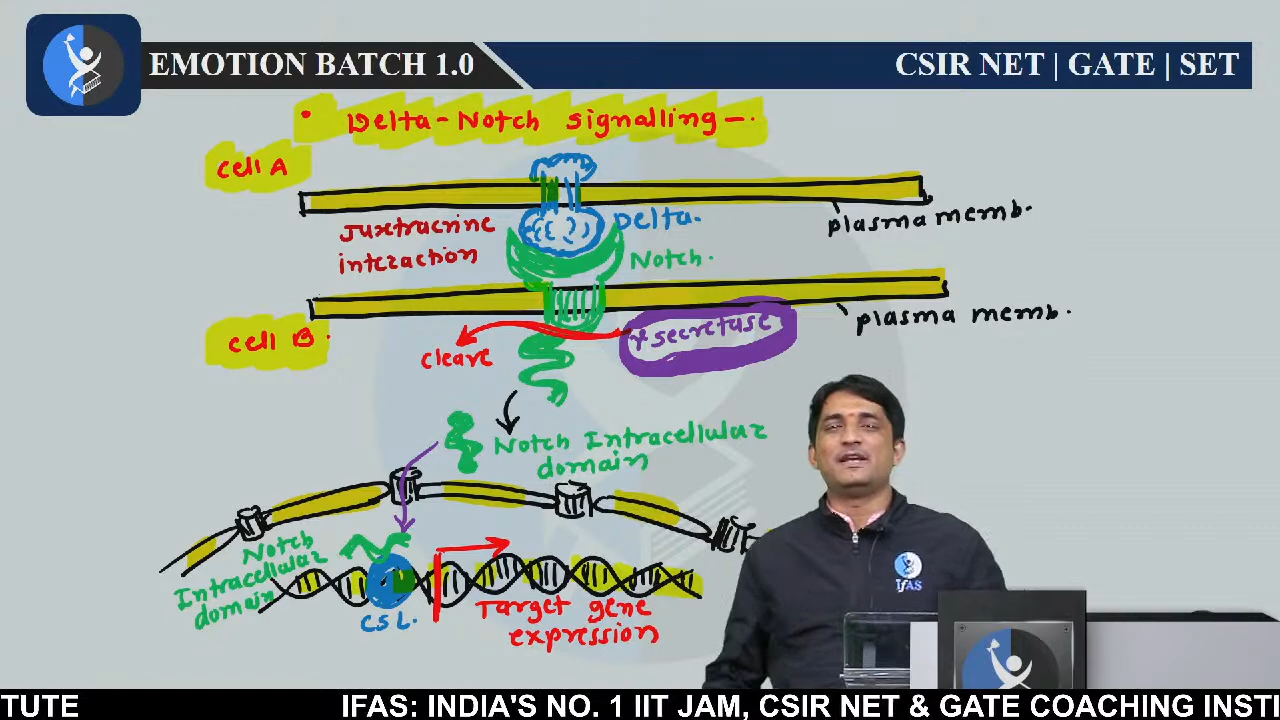 EMOTION BATCH 1.0
CSIR NET | GATE | SET
• Delta-Notch signalling –.
Cell A
Juxtracrine
interaction
Delta.
plasma memb.
Notch.
Cell B.
γ secretase
plasma memb.
cleave
Notch Intracellular
domain
Notch
Intracellular
domain
CSL.
Target gene
expression
IFAS
TUTE IFAS: INDIA'S NO. 1 IIT JAM, CSIR NET & GATE COACHING INSTI